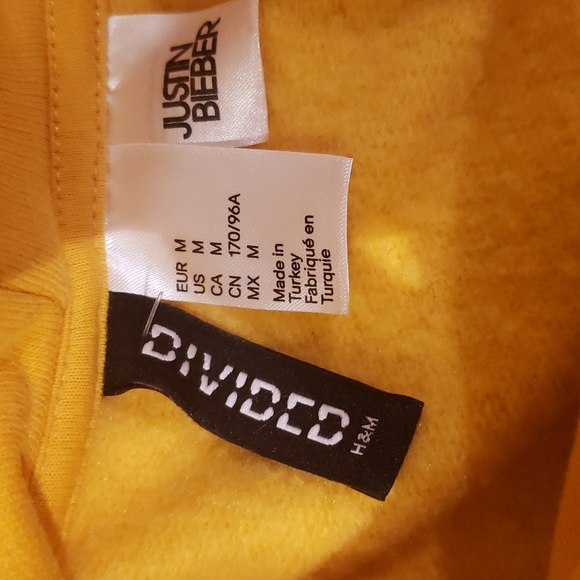 JUSTIN
BIEBER
EUR M
US M
CA M
CN 170/96A
MX M
Made in
Turkey
Fabriqué en
Turquie
DIVIDED
H&M